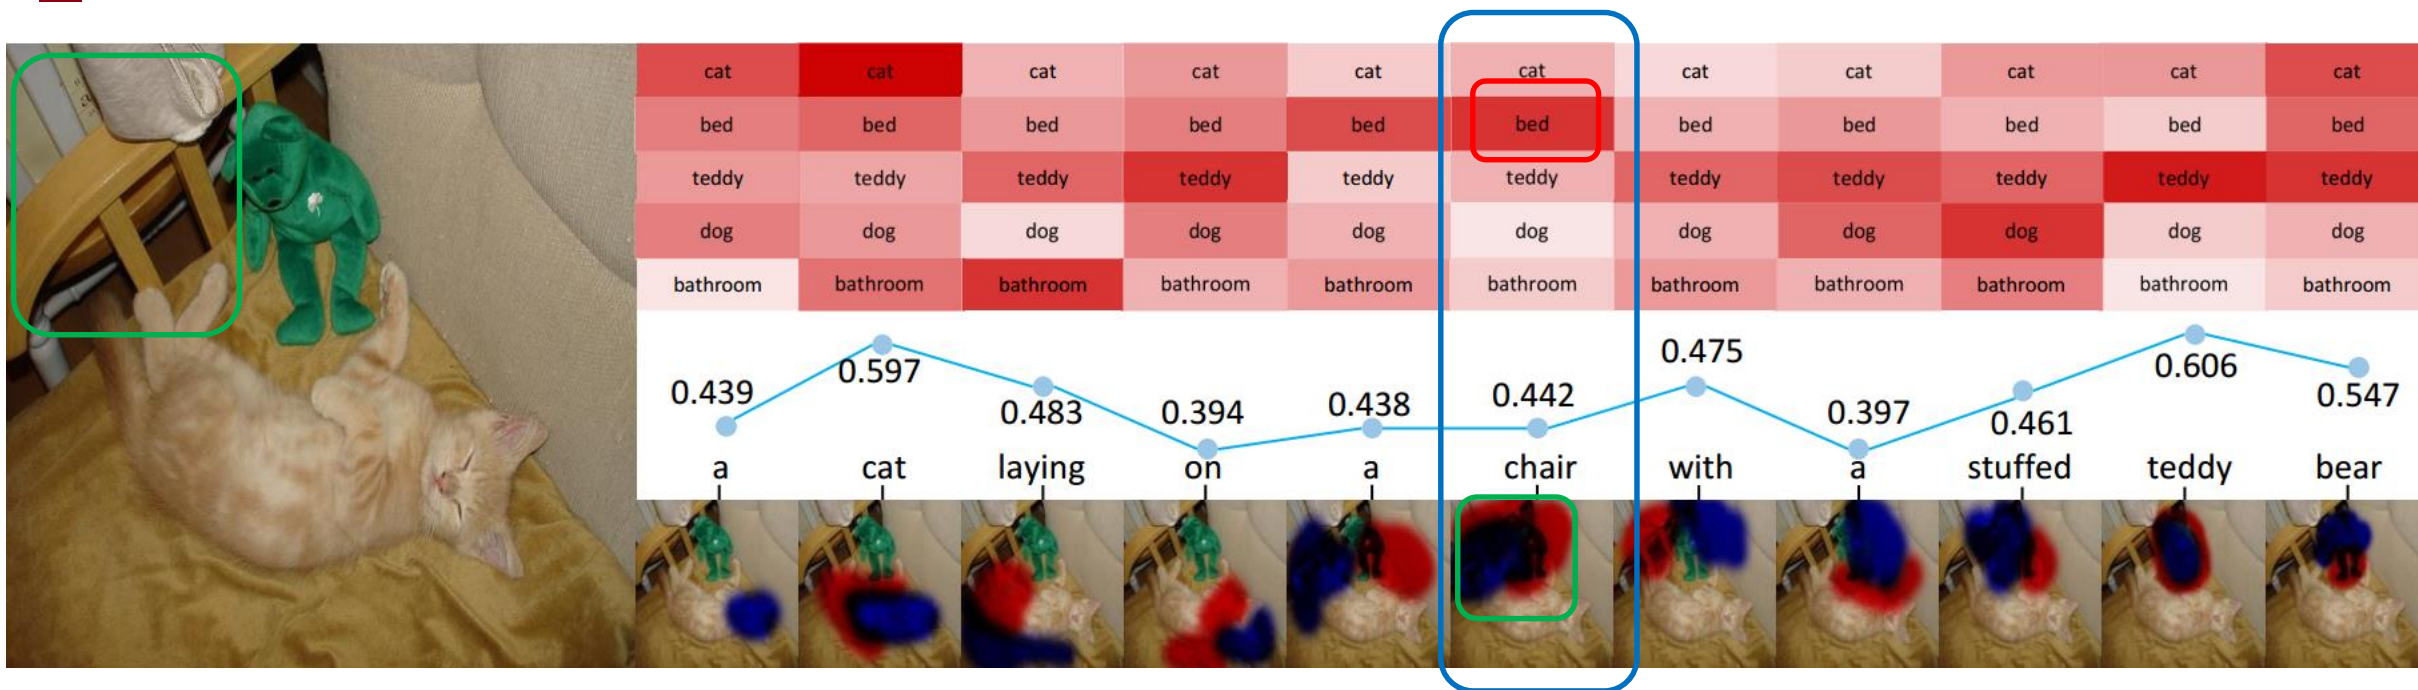 cat cat cat cat cat cat cat cat cat cat cat
bed bed bed bed bed bed bed bed bed bed bed
teddy teddy teddy teddy teddy teddy teddy teddy teddy teddy teddy
dog dog dog dog dog dog dog dog dog dog dog
bathroom bathroom bathroom bathroom bathroom bathroom bathroom bathroom bathroom bathroom bathroom
0.439 0.597 0.483 0.394 0.438 0.442 0.475 0.397 0.461 0.606 0.547
a cat laying on a chair with a stuffed teddy bear